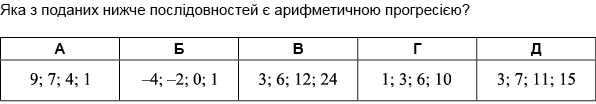 Яка з поданих нижче послідовностей є арифметичною прогресією?
А Б В Г Д
9; 7; 4; 1 –4; –2; 0; 1 3; 6; 12; 24 1; 3; 6; 10 3; 7; 11; 15